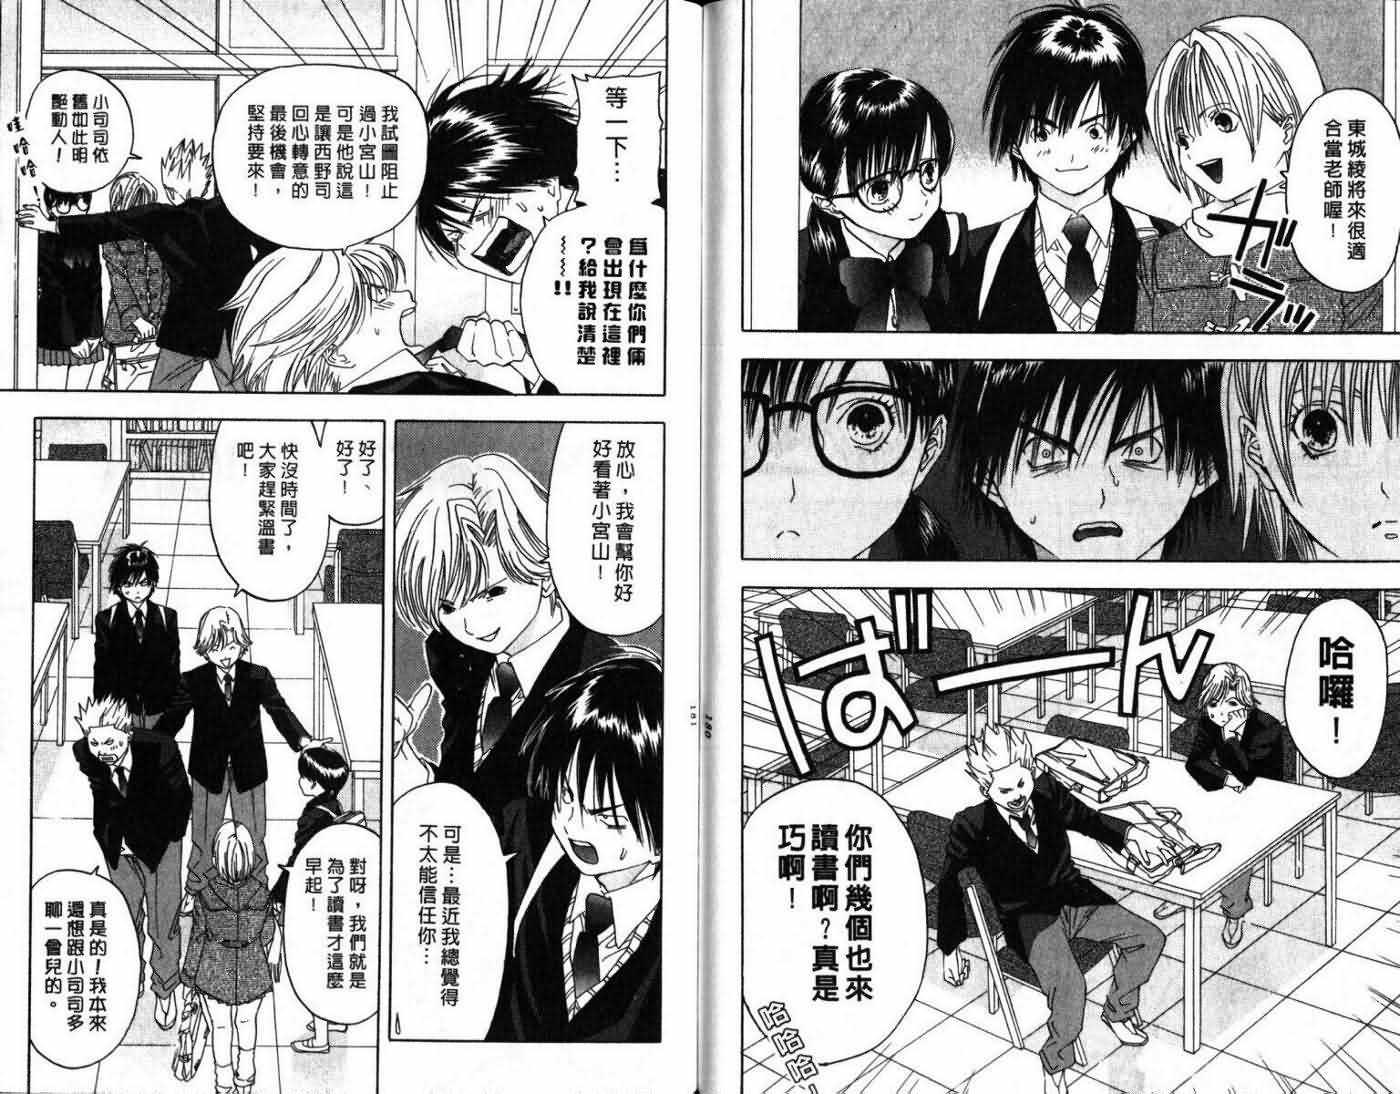 東城綾將來很適
合當老師喔！
ガラッ
ばーん
哈囉！
你們幾個也來
讀書啊？真是
巧啊！
哈
哈
哈
哈
180
181
等一下…
為什麼你們倆
會出現在這裡
？給我說清楚
!!
我試圖阻止
過小宮山！
可是他說這
是讓西野司
回心轉意的
最後機會，
堅持要來！
小司司依
舊如此明
艷動人！
哇
哈
哈
！
放心，我會幫你好
好看著小宮山！
可是…最近我總覺得
不太能信任你…
好了、
好了！
快沒時間了，
大家趕緊溫書
吧！
對呀，我們就是
為了讀書才這麼
早起！
真是的！我本來
還想跟小司司多
聊一會兒的。